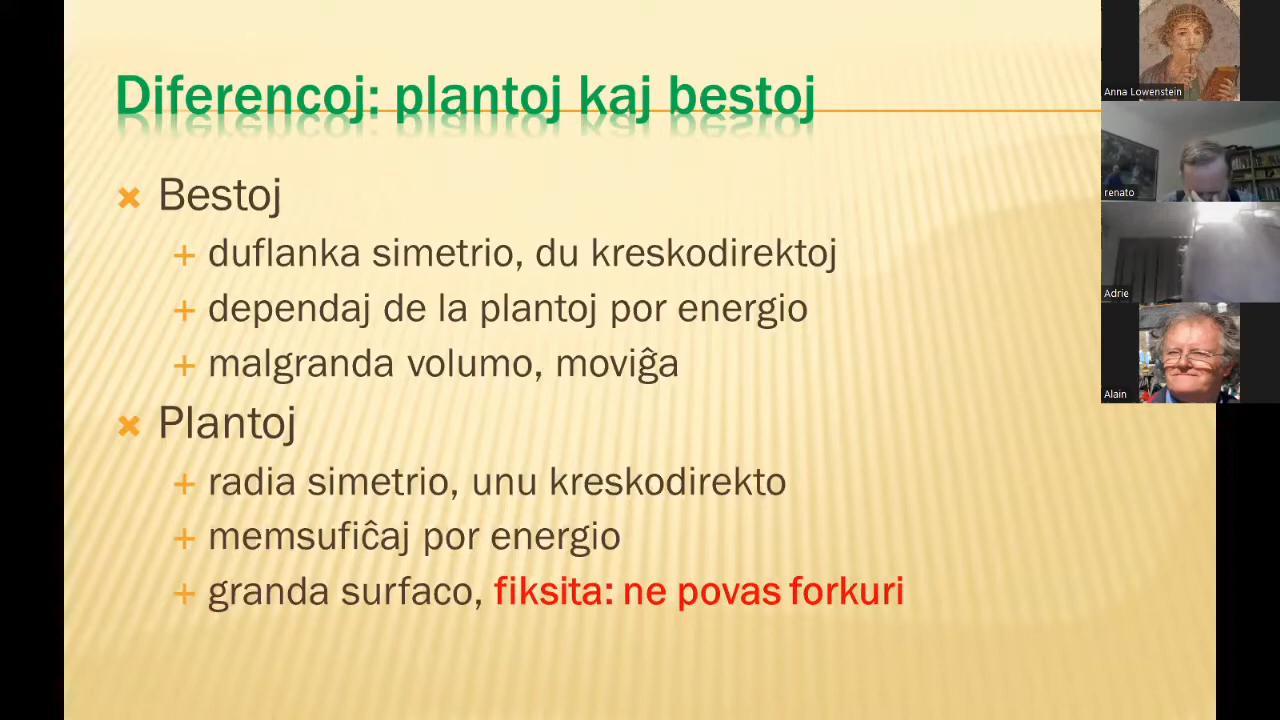 Diferencoj: plantoj kaj bestoj
Bestoj
duflanka simetrio, du kreskodirektoj
dependaj de la plantoj por energio
malgranda volumo, moviĝa
Plantoj
radia simetrio, unu kreskodirekto
memsufiĉaj por energio
granda surfaco, fiksita: ne povas forkuri
Anna Lowenstein
renato
Adrie
Alain